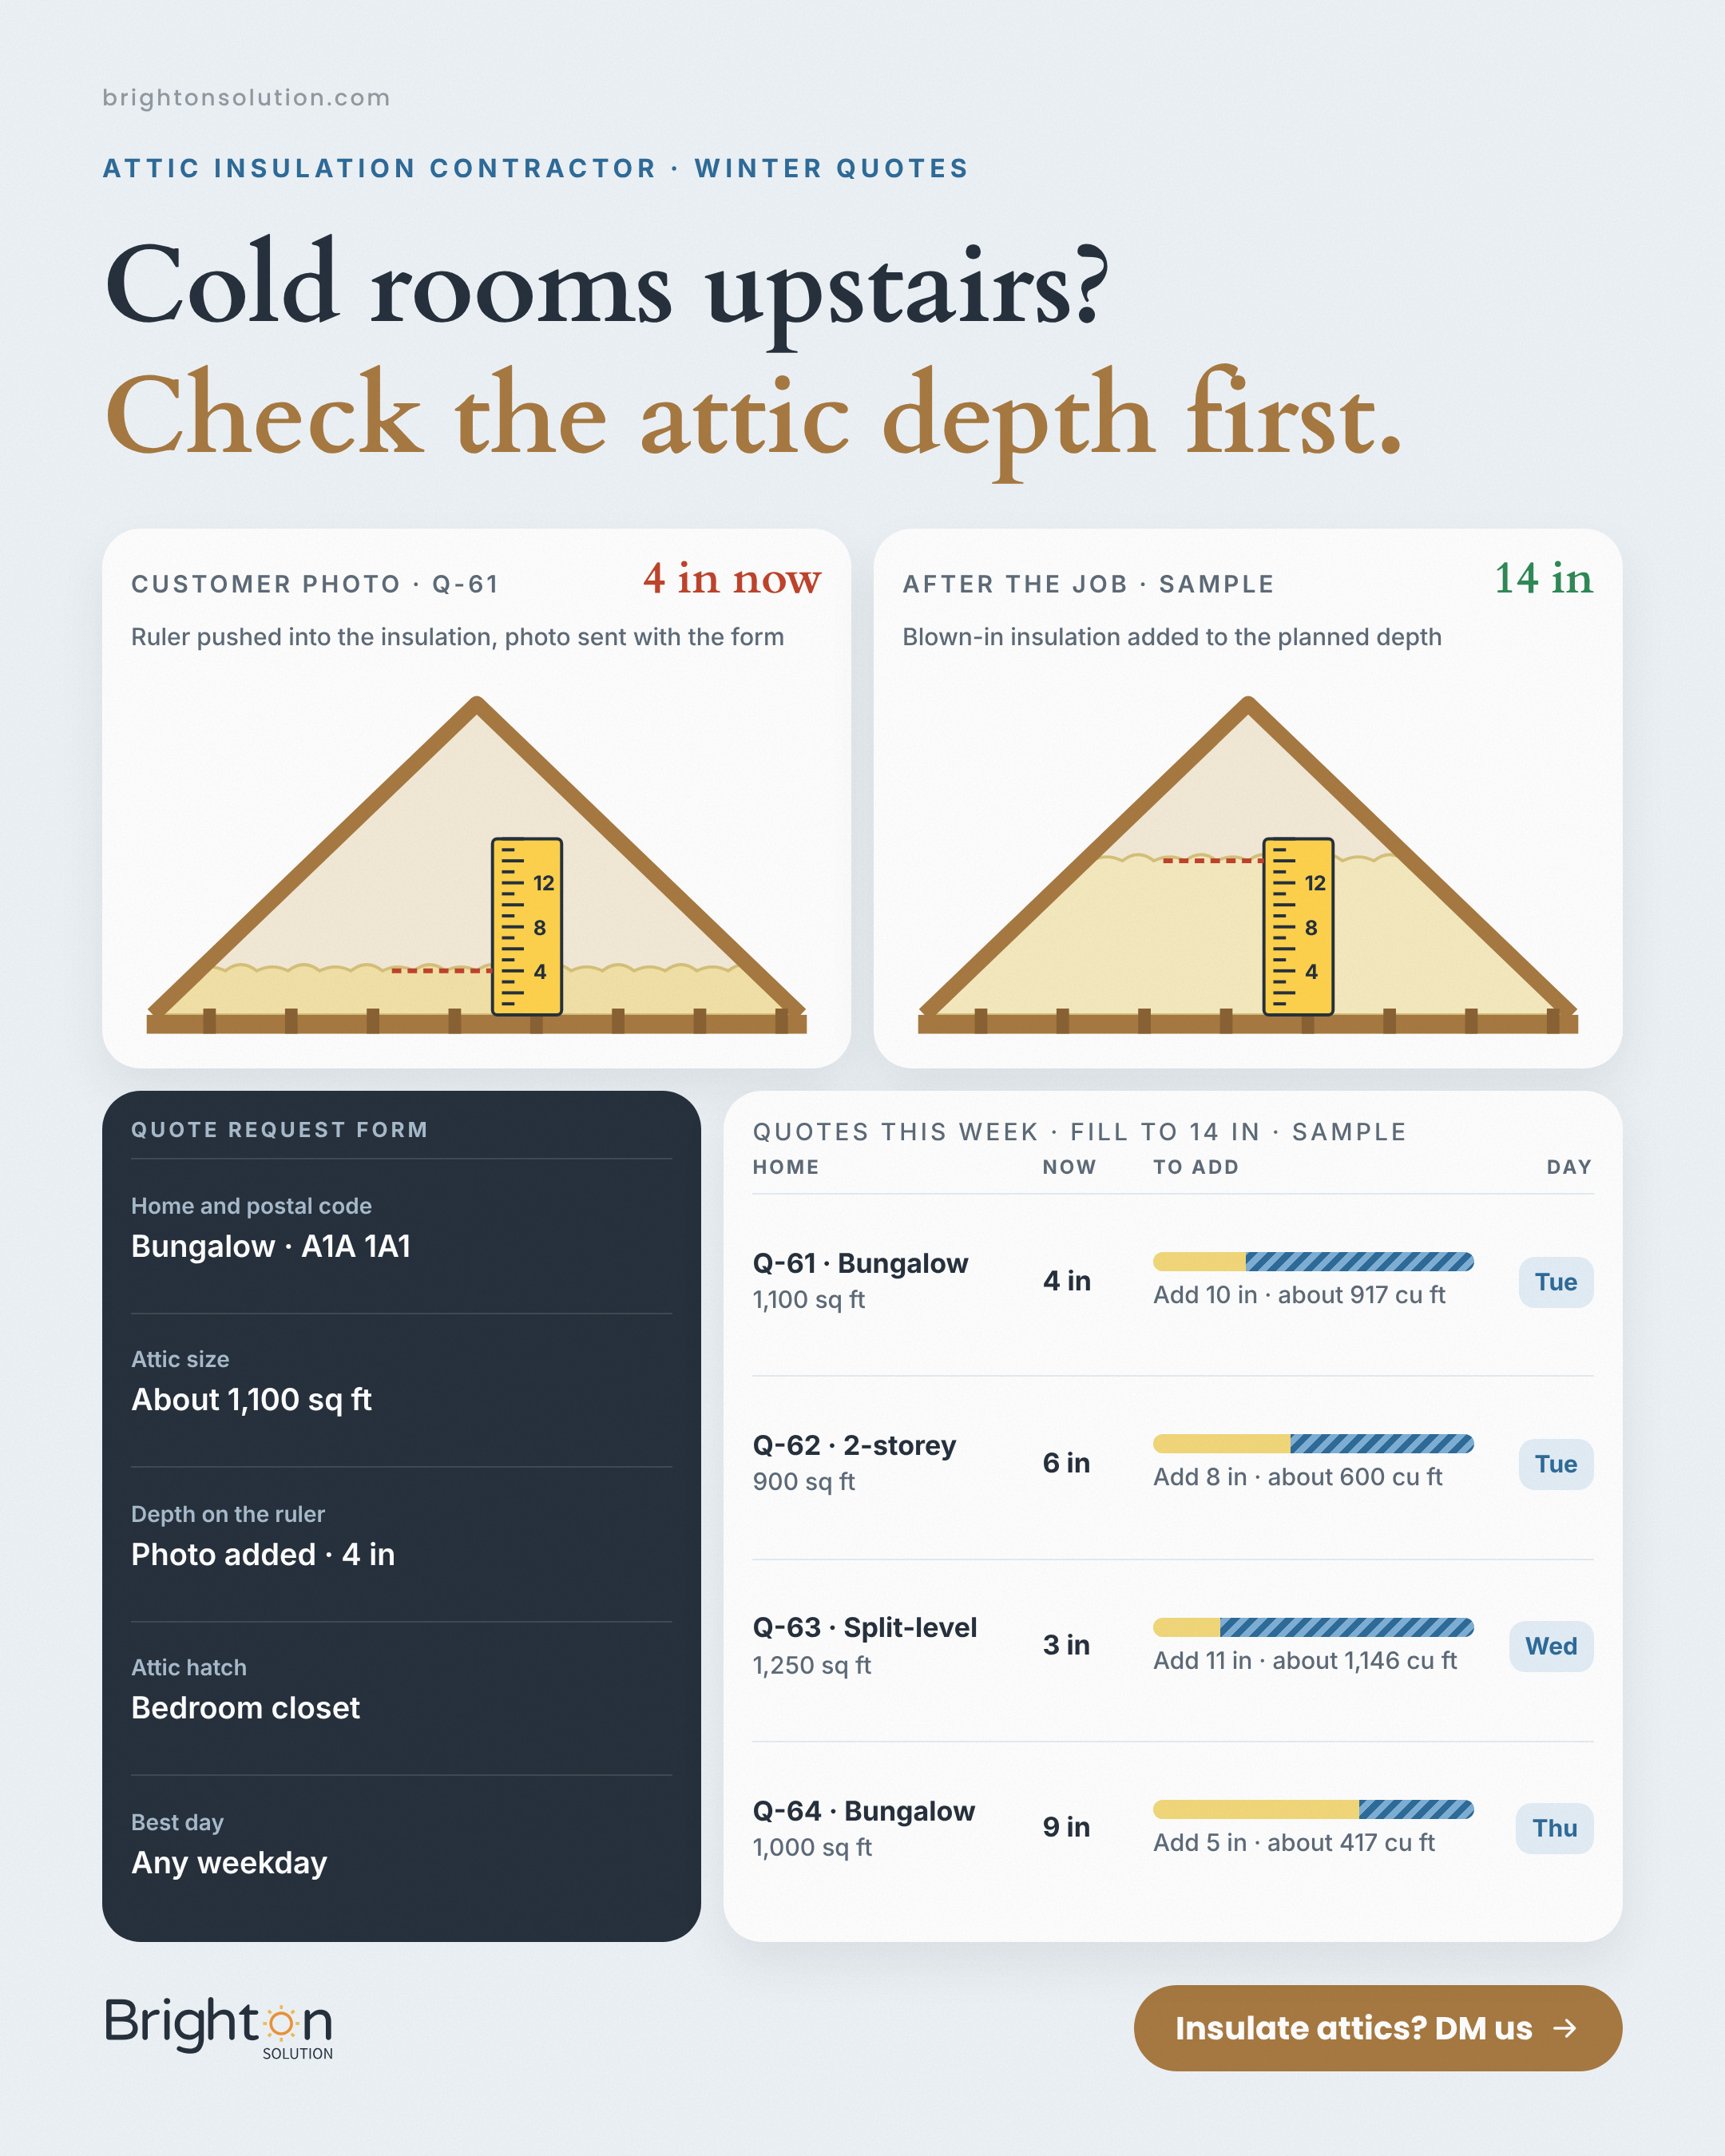 brightonsolution.com
ATTIC INSULATION CONTRACTOR · WINTER QUOTES
Cold rooms upstairs?
Check the attic depth first.
CUSTOMER PHOTO · Q-61
4 in now
Ruler pushed into the insulation, photo sent with the form
12
8
4
AFTER THE JOB · SAMPLE
14 in
Blown-in insulation added to the planned depth
12
8
4
QUOTE REQUEST FORM
Home and postal code
Bungalow · A1A 1A1
Attic size
About 1,100 sq ft
Depth on the ruler
Photo added · 4 in
Attic hatch
Bedroom closet
Best day
Any weekday
QUOTES THIS WEEK · FILL TO 14 IN · SAMPLE
HOME NOW TO ADD DAY
Q-61 · Bungalow
1,100 sq ft
4 in
Add 10 in · about 917 cu ft
Tue
Q-62 · 2-storey
900 sq ft
6 in
Add 8 in · about 600 cu ft
Tue
Q-63 · Split-level
1,250 sq ft
3 in
Add 11 in · about 1,146 cu ft
Wed
Q-64 · Bungalow
1,000 sq ft
9 in
Add 5 in · about 417 cu ft
Thu
Brighton
SOLUTION
Insulate attics? DM us →